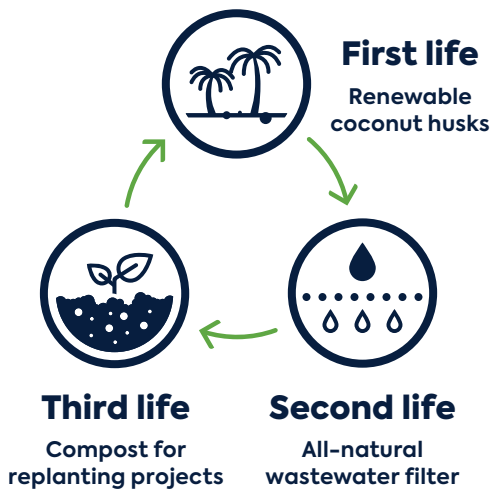 First life
Renewable
coconut husks
Third life
Compost for
replanting projects
Second life
All-natural
wastewater filter